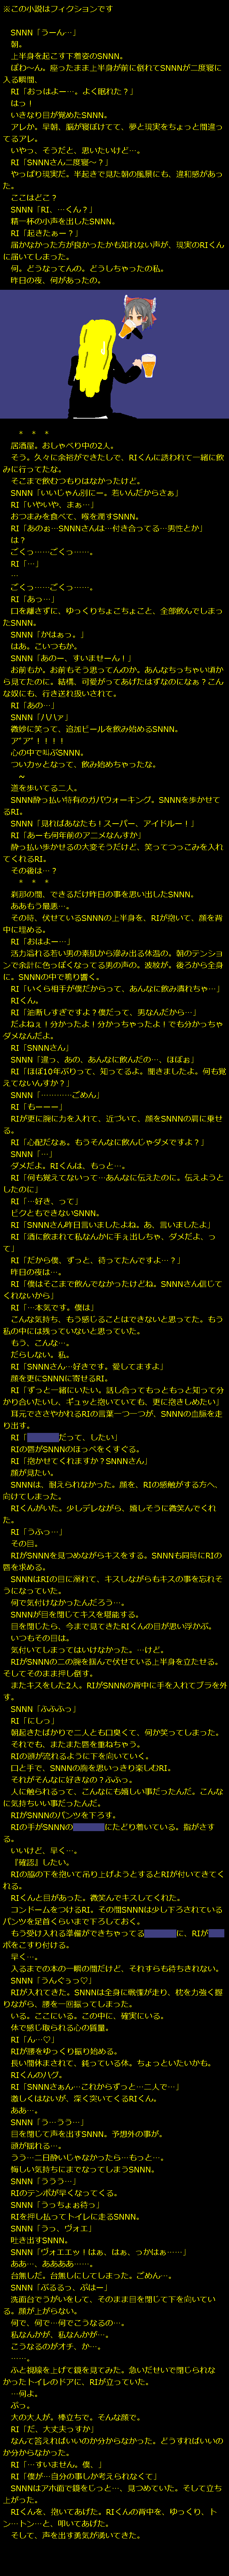 ※この小説はフィクションです
SNNN「うーん…」
朝。
上半身を起こす下着姿のSNNN。
ばわ〜ん。座ったまま上半身が前に倒れてSNNNが二度寝に
入る瞬間、
RI「おっはよー…。よく眠れた？」
はっ！
いきなり目が覚めたSNNN。
アレか。早朝、脳が寝ぼけてて、夢と現実をちょっと間違っ
てるアレ。
いやっ、そうだと、思いたいけど…。
RI「SNNNさん二度寝〜？」
やっぱり現実だ。半起きで見た朝の風景にも、違和感があっ
た。
ここはどこ？
SNNN「RI、…くん？」
精一杯の小声を出したSNNN。
RI「起きたぁー？」
届かなかった方が良かったかも知れない声が、現実のRIくん
に届いてしまった。
何。どうなってんの。どうしちゃったの私。
昨日の夜、何があったの。
＊　＊　＊
居酒屋。おしゃべり中の2人。
そう。久々に余裕ができたしで、RIくんに誘われて一緒に飲
みに行ってたな。
そこまで飲むつもりはなかったけど。
SNNN「いいじゃん別にー。若いんだからさぁ」
RI「いやいや、まぁ…」
おつまみを食べて、喉を潤すSNNN。
RI「あのぉ…SNNNさんは…付き合ってる…男性とか」
は？
ごくっ……ごくっ……。
RI「…」
…
ごくっ……ごくっ……。
RI「あっ…」
口を離さずに、ゆっくりちょこちょこと、全部飲んでしまっ
たSNNN。
SNNN「かはぁっ。」
はあ。こいつもか。
SNNN「あのー、すいませーん！」
お前もか。お前もそう思ってんのか。あんなちっちゃい頃か
ら見てたのに。結構、可愛がってあげたはずなのになぁ？こん
な奴にも、行き送れ扱いされて。
RI「あの…」
SNNN「ハハァ」
微妙に笑って、追加ビールを飲み始めるSNNN。
ア゛ア゛！！！！
心の中で叫ぶSNNN。
ついカッとなって、飲み始めちゃったな。
〜
道を歩いてる二人。
SNNN酔っ払い特有のガバウォーキング。SNNNを歩かせて
るRI。
SNNN「見ればあなたも！スーパー、アイドルー！」
RI「あーも何年前のアニメなんすか」
酔っ払い歩かせるの大変そうだけど、笑ってつっこみを入れ
てくれるRI。
その後は…？
＊　＊　＊
刹那の間、できるだけ昨日の事を思い出したSNNN。
ああもう最悪…。
その時、伏せているSNNNの上半身を、RIが抱いて、顔を背
中に埋める。
RI「おはよー…」
活力溢れる若い男の素肌から滲み出る体温の。朝のテンショ
ンで余計に色っぽくなってる男の声の。波紋が。後ろから全身
に。SNNNの中で鳴り響く。
RI「いくら相手が僕だからって、あんなに飲み潰れちゃ…」
RIくん。
RI「油断しすぎですよ？僕だって、男なんだから…」
だよねぇ！分かったよ！分かっちゃったよ！でも分かっちゃ
ダメなんだよ。
RI「SNNNさん」
SNNN「違っ、あの、あんなに飲んだの…、ほぼぉ」
RI「ほぼ10年ぶりって、知ってるよ。聞きましたよ。何も覚
えてないんすか？」
SNNN「…………ごめん」
RI「もーーー」
RIが更に腕に力を入れて、近づいて、顔をSNNNの肩に乗せ
る。
RI「心配だなぁ。もうそんなに飲んじゃダメですよ？」
SNNN「…」
ダメだよ。RIくんは、もっと…。
RI「何も覚えてないって…あんなに伝えたのに。伝えようと
したのに」
RI「…好き、って」
ビクともできないSNNN。
RI「SNNNさん昨日言いましたよね。あ、言いましたよ」
RI「酒に飲まれて私なんかに手ぇ出しちゃ、ダメだよ、っ
て」
RI「だから僕、ずっと、待ってたんですよ…？」
昨日の夜は…。
RI「僕はそこまで飲んでなかったけどね。SNNNさん信じて
くれないから」
RI「…本気です。僕は」
こんな気持ち、もう感じることはできないと思ってた。もう
私の中には残っていないと思っていた。
もう、こんな…。
だらしない。私。
RI「SNNNさん…好きです。愛してますよ」
顔を更にSNNNに寄せるRI。
RI「ずっと一緒にいたい。話し合ってもっともっと知って分
かり合いたいし、ギュッと抱いていても、更に抱きしめたい」
耳元でささやかれるRIの言葉一つ一つが、SNNNの血脈を走
り出す。
RI「だって、したい」
RIの唇がSNNNのほっぺをくすぐる。
RI「抱かせてくれますか？SNNNさん」
顔が見たい。
SNNNは、耐えられなかった。顔を、RIの感触がする方へ、
向けてしまった。
RIくんがいた。少しデレながら、嬉しそうに微笑んでくれ
た。
RI「うふっ…」
その目。
RIがSNNNを見つめながらキスをする。SNNNも同時にRIの
唇を求める。
SNNNはRIの目に溺れて、キスしながらもキスの事を忘れそ
うになっていた。
何で気付けなかったんだろう…。
SNNNが目を閉じてキスを堪能する。
目を閉じたら、今まで見てきたRIくんの目が思い浮かぶ。
いつもその目は。
気付いてしまってはいけなかった。…けど。
RIがSNNNの二の腕を掴んで伏せている上半身を立たせる。
そしてそのまま押し倒す。
またキスをした2人。RIがSNNNの背中に手を入れてブラを外
す。
SNNN「ふふふっ」
RI「にしっ」
朝起きたばかりで二人とも口臭くて、何か笑ってしまった。
それでも、またまた唇を重ねちゃう。
RIの頭が流れるように下を向いていく。
口と手で、SNNNの胸を思いっきり楽しむRI。
それがそんなに好きなの？ふふっ。
人に触られるって、こんなにも嬉しい事だったんだ。こんな
に気持ちいい事だったんだ。
RIがSNNNのパンツを下ろす。
RIの手がSNNNのにたどり着いている。指がさす
る。
いいけど、早く…。
『確認』したい。
RIの脇の下を抱いて吊り上げようとするとRIが付いてきてく
れる。
RIくんと目があった。微笑んでキスしてくれた。
コンドームをつけるRI。その間SNNNは少し下ろされている
パンツを足首くらいまで下ろしておく。
もう受け入れる準備ができちゃってるに、RIが
ポをこすり付ける。
早く…。
入るまでの本の一瞬の間だけど、それすらも待ちきれない。
SNNN「うんぐぅっ♡」
RIが入れてきた。SNNNは全身に戦慄が走り、枕を力強く握
りながら、腰を一回振ってしまった。
いる。ここにいる。この中に、確実にいる。
体で感じ取られる心の質量。
RI「ん…♡」
RIが腰をゆっくり振り始める。
長い間休まされて、鈍っている体。ちょっといたいかも。
RIくんのハグ。
RI「SNNNさぁん…これからずっと…二人で…」
激しくはないが、深く突いてくるRIくん。
ああ…。
SNNN「う…うう…」
目を閉じて声を出すSNNN。予想外の事が。
頭が揺れる…。
うう…二日酔いじゃなかったら…もっと…。
悔しい気持ちにまでなってしまうSNNN。
SNNN「ううう…」
RIのテンポが早くなってくる。
SNNN「うっちょぉ待っ」
RIを押し払ってトイレに走るSNNN。
SNNN「うっ、ヴォエ」
吐き出すSNNN。
SNNN「ヴォエエッ！はぁ、はぁ、っかはぁ……」
ああ…、ああああ……。
台無しだ。台無しにしてしまった。ごめん…。
SNNN「ぶるるっ、ぷはー」
洗面台でうがいをして、そのまま目を閉じて下を向いてい
る。顔が上がらない。
何で、何で…何でこうなるの…。
私なんかが、私なんかが…。
こうなるのがオチ、か…。
……。
ふと視線を上げて鏡を見てみた。急いだせいで閉じられな
かったトイレのドアに、RIが立っていた。
…何よ。
ぷっ。
大の大人が。棒立ちで。そんな顔で。
RI「だ、大丈夫っすか」
なんて答えればいいのか分からなかった。どうすればいいの
か分からなかった。
RI「…すいません。僕、」
RI「僕が…自分の事しか考えられなくて」
SNNNはアホ面で鏡をじっと…、見つめていた。そして立ち
上がった。
RIくんを、抱いてあげた。RIくんの背中を、ゆっくり、ト
ン…トン…と、叩いてあげた。
そして、声を出す勇気が湧いてきた。